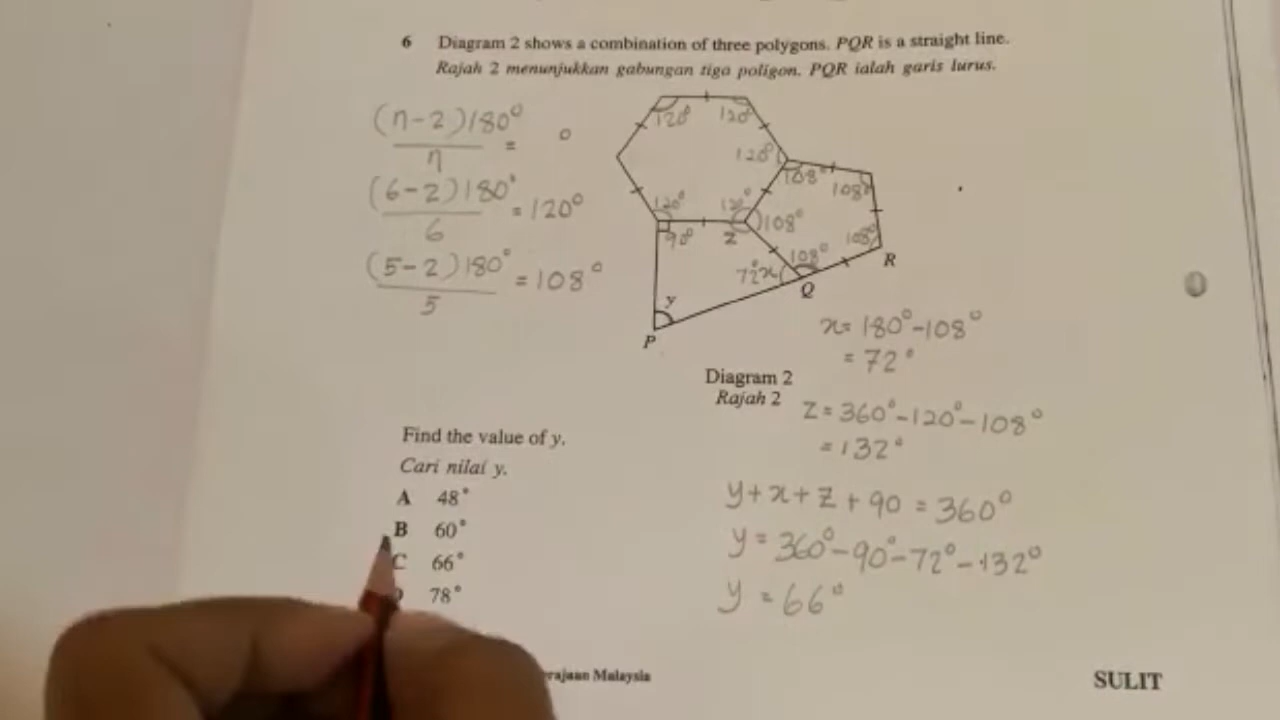 6 Diagram 2 shows a combination of three polygons. PQR is a straight line.
Rajah 2 menunjukkan gabungan tiga poligon. PQR ialah garis lurus.
(n-2)180° = °
n
(6-2)180° = 120°
6
(5-2)180° = 108°
5
120° 120°
120° 108° 108°
120° 120° 108°
90° z 108° 108°
72° x Q R
y
P
x = 180° - 108°
= 72°
Diagram 2
Rajah 2
z = 360° - 120° - 108°
= 132°
Find the value of y.
Cari nilai y.
y + x + z + 90 = 360°
y = 360° - 90° - 72° - 132°
y = 66°
A 48°
B 60°
C 66°
78°
Malaysia
SULIT